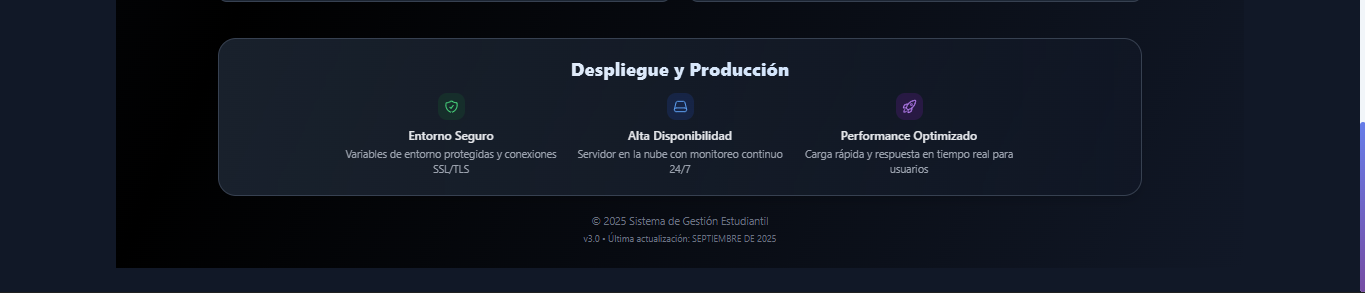 Despliegue y Producción
Entorno Seguro
Variables de entorno protegidas y conexiones
SSL/TLS
Alta Disponibilidad
Servidor en la nube con monitoreo continuo
24/7
Performance Optimizado
Carga rápida y respuesta en tiempo real para
usuarios
© 2025 Sistema de Gestión Estudiantil
v3.0 • Última actualización: SEPTIEMBRE DE 2025